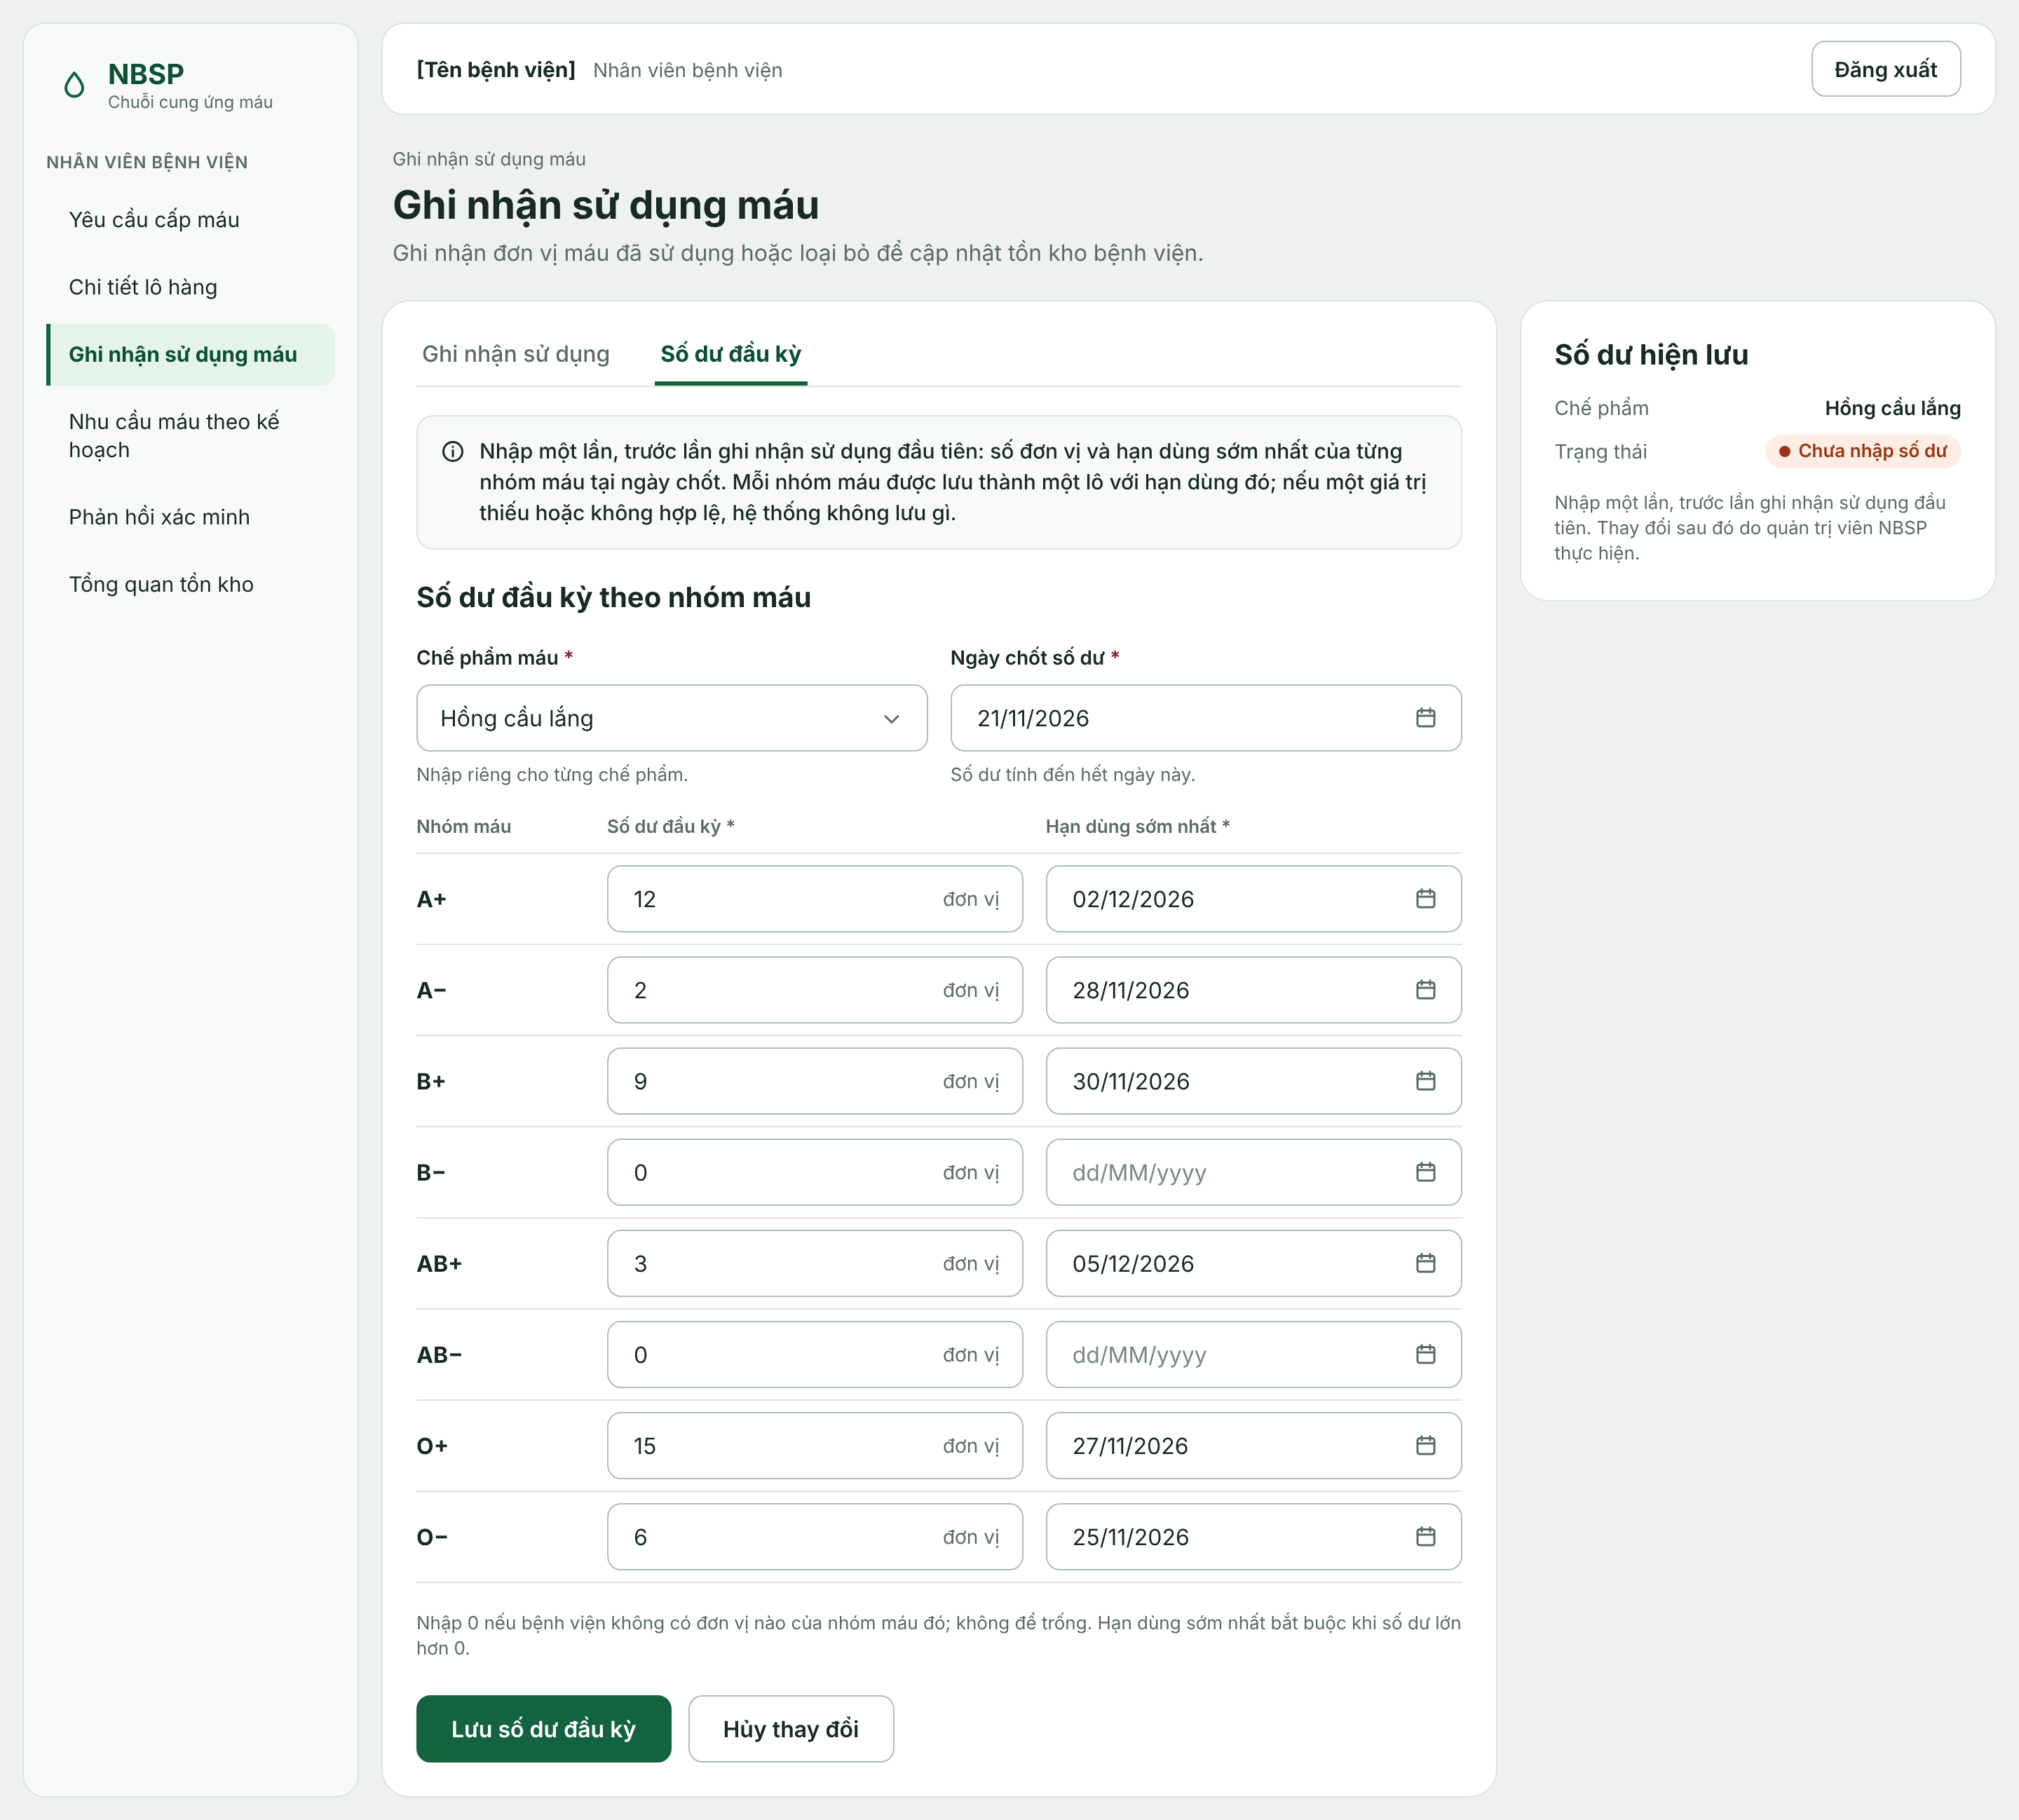 NBSP
Chuỗi cung ứng máu
NHÂN VIÊN BỆNH VIỆN
Yêu cầu cấp máu
Chi tiết lô hàng
Ghi nhận sử dụng máu
Nhu cầu máu theo kế
hoạch
Phản hồi xác minh
Tổng quan tồn kho
[Tên bệnh viện] Nhân viên bệnh viện
Đăng xuất
Ghi nhận sử dụng máu
Ghi nhận sử dụng máu
Ghi nhận đơn vị máu đã sử dụng hoặc loại bỏ để cập nhật tồn kho bệnh viện.
Ghi nhận sử dụng
Số dư đầu kỳ
Nhập một lần, trước lần ghi nhận sử dụng đầu tiên: số đơn vị và hạn dùng sớm nhất của từng
nhóm máu tại ngày chốt. Mỗi nhóm máu được lưu thành một lô với hạn dùng đó; nếu một giá trị
thiếu hoặc không hợp lệ, hệ thống không lưu gì.
Số dư đầu kỳ theo nhóm máu
Chế phẩm máu *
Hồng cầu lắng
Nhập riêng cho từng chế phẩm.
Ngày chốt số dư *
21/11/2026
Số dư tính đến hết ngày này.
Nhóm máu Số dư đầu kỳ * Hạn dùng sớm nhất *
A+ 12 đơn vị 02/12/2026
A− 2 đơn vị 28/11/2026
B+ 9 đơn vị 30/11/2026
B− 0 đơn vị dd/MM/yyyy
AB+ 3 đơn vị 05/12/2026
AB− 0 đơn vị dd/MM/yyyy
O+ 15 đơn vị 27/11/2026
O− 6 đơn vị 25/11/2026
Nhập 0 nếu bệnh viện không có đơn vị nào của nhóm máu đó; không để trống. Hạn dùng sớm nhất bắt buộc khi số dư lớn
hơn 0.
Lưu số dư đầu kỳ
Hủy thay đổi
Số dư hiện lưu
Chế phẩm Hồng cầu lắng
Trạng thái Chưa nhập số dư
Nhập một lần, trước lần ghi nhận sử dụng đầu
tiên. Thay đổi sau đó do quản trị viên NBSP
thực hiện.